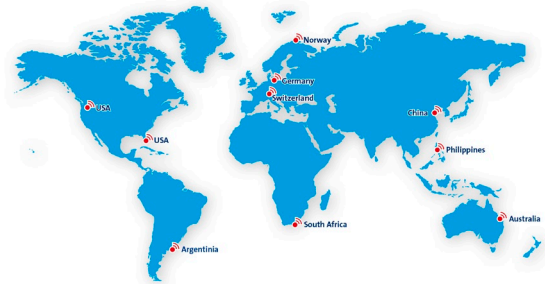 Norway
Germany
Switzerland
USA
China
USA
Philippines
Australia
South Africa
Argentinia